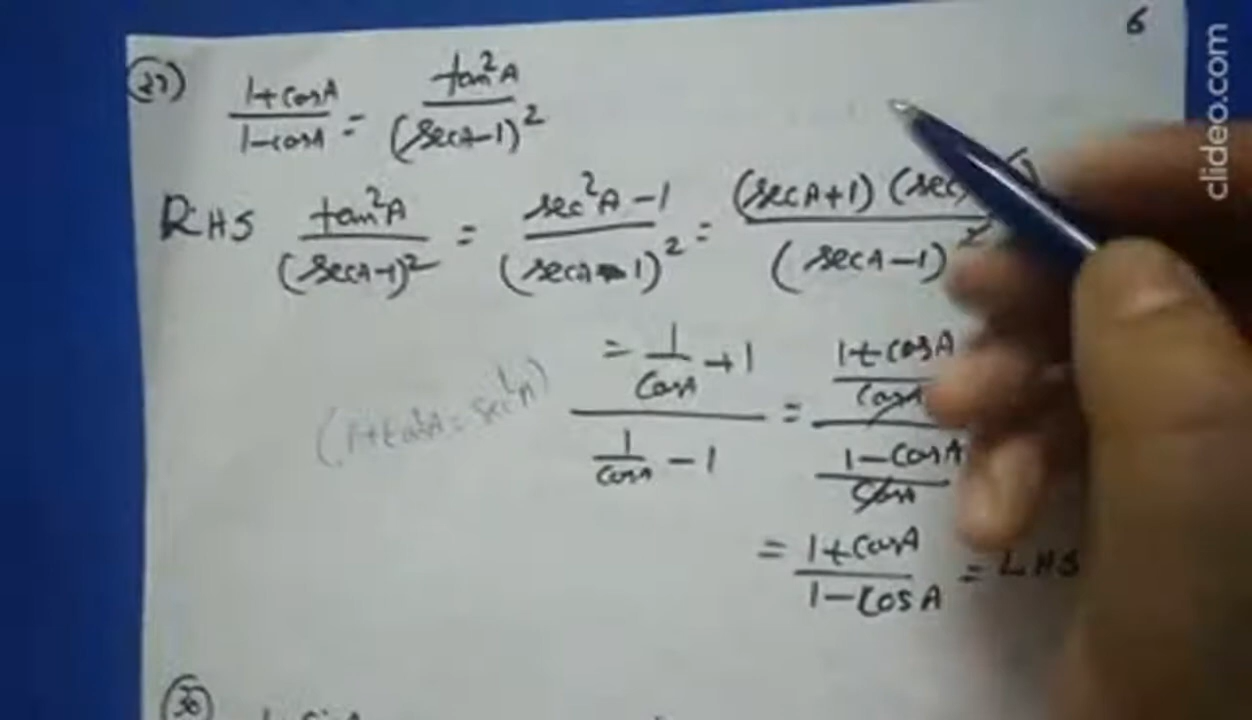 6
27) (1+cosA)/(1-cosA) = tan²A/(secA-1)²
RHS tan²A/(secA-1)² = (sec²A-1)/(secA-1)² = (secA+1)(sec /(secA-1)²
(1+tan²A = sec²A)
= (1/cosA + 1)/(1/cosA - 1) = ((1+cosA)/cosA)/((1-cosA)/cosA)
= (1+cosA)/(1-cosA) = LHS
30
clideo.com